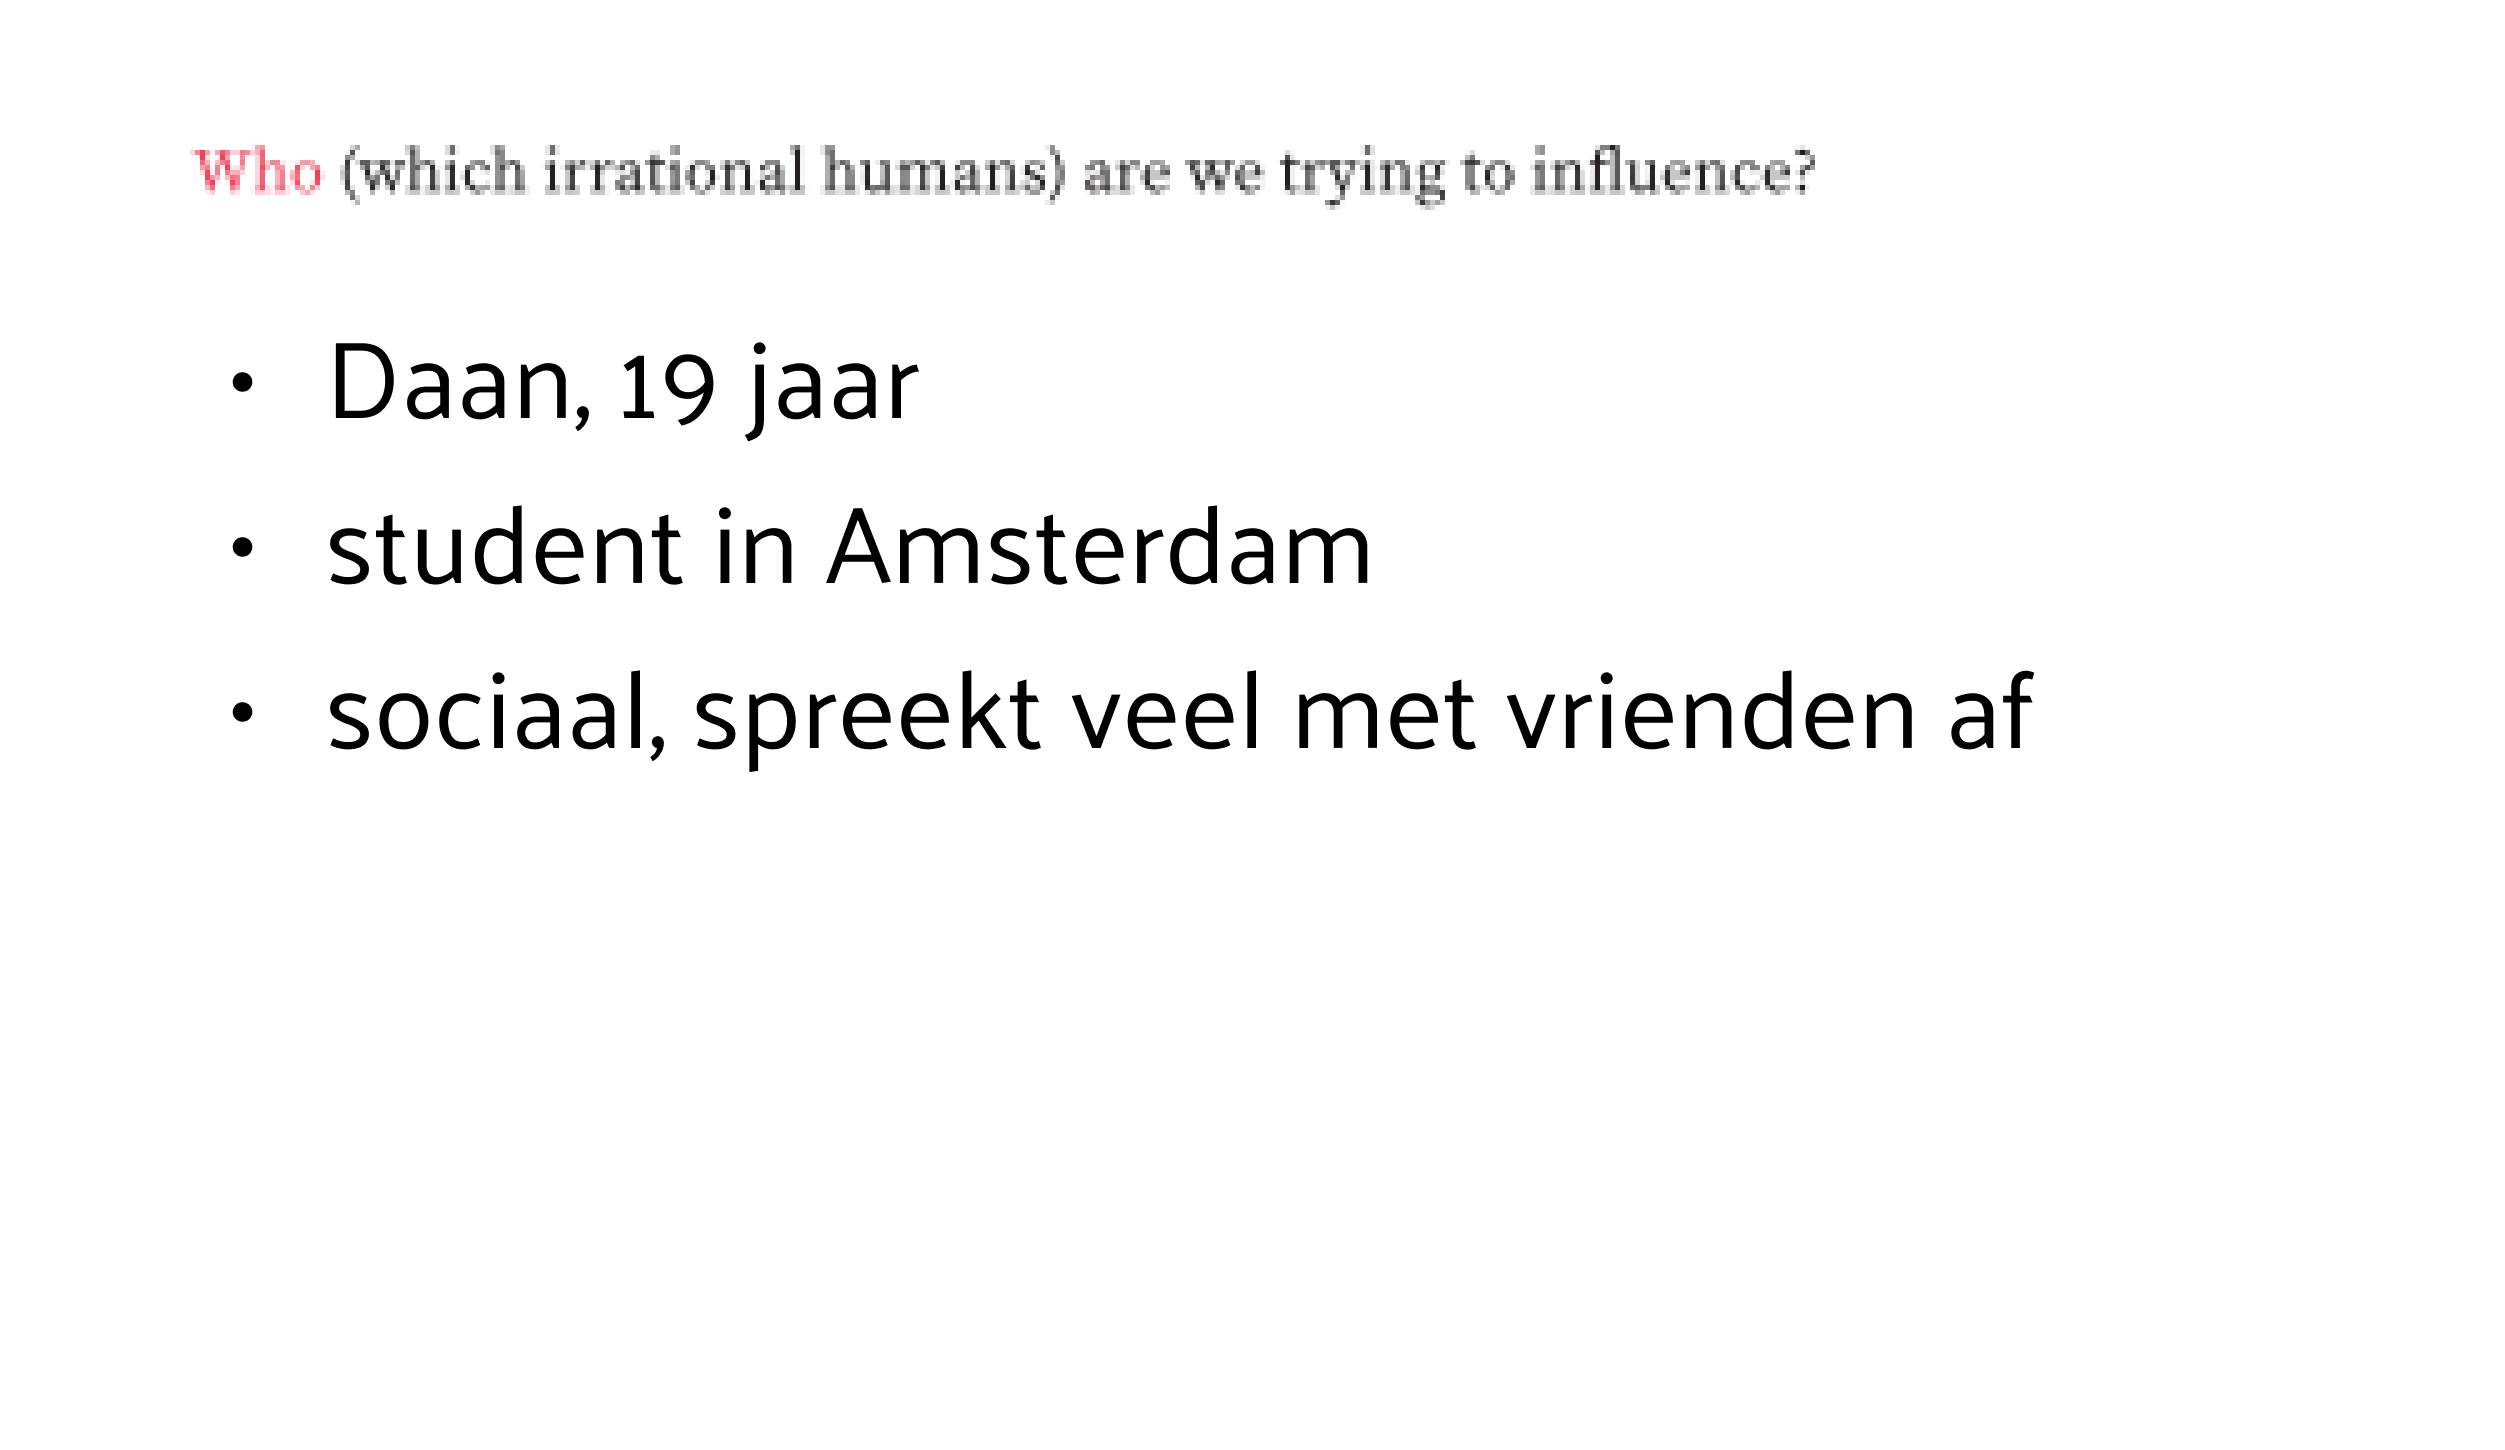 Who (which irrational humans) are we trying to influence?
• Daan, 19 jaar
• student in Amsterdam
• sociaal, spreekt veel met vrienden af